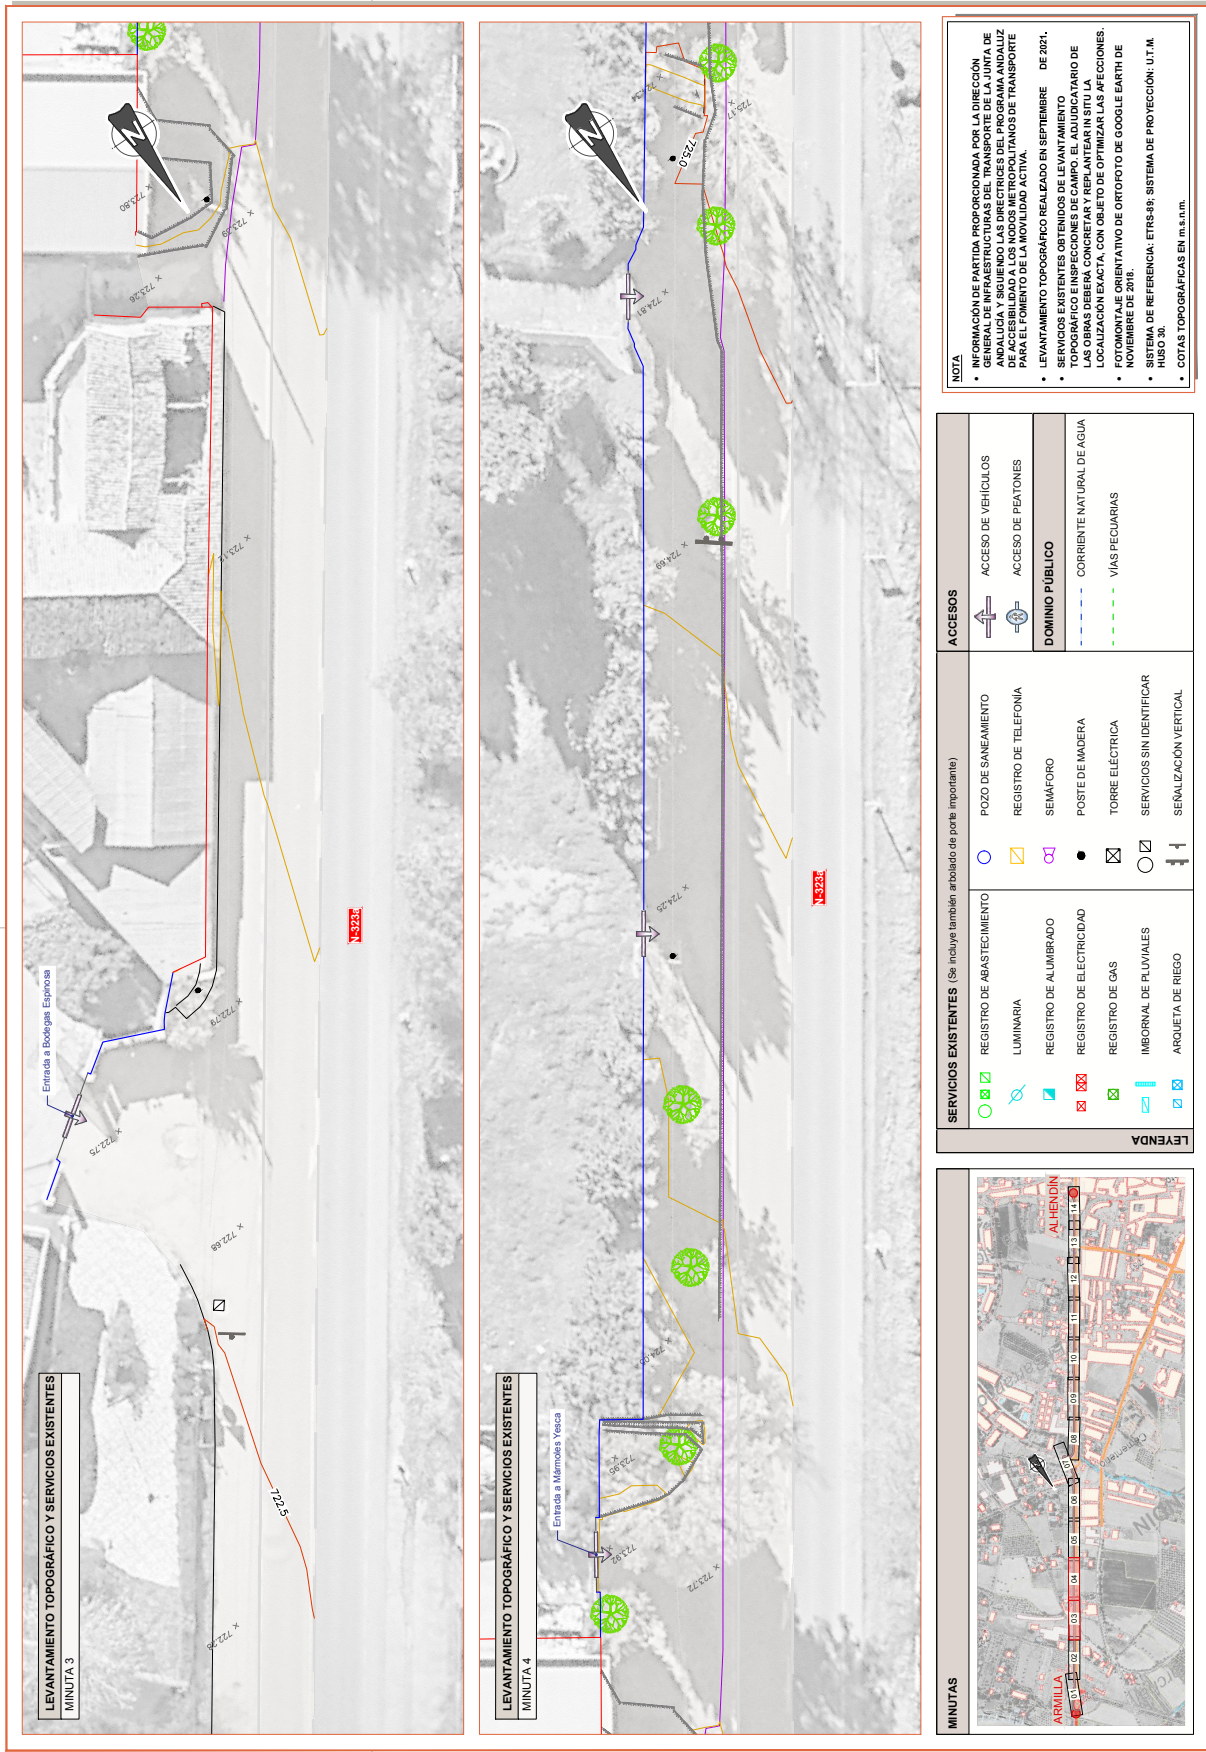 LEVANTAMIENTO TOPOGRÁFICO Y SERVICIOS EXISTENTES
MINUTA 3
722.28
722.5
722.68
722.75
Entrada a Bodegas Espinosa
722.79
N-323a
723.12
723.26
723.39
723.80
LEVANTAMIENTO TOPOGRÁFICO Y SERVICIOS EXISTENTES
MINUTA 4
723.72
723.92
Entrada a Mármoles Yesca
723.95
724.05
724.25
N-323a
724.69
724.81
725.0
724.34
725.17
MINUTAS
ARMILLA
ALHENDÍN
01
02
03
04
05
06
07
08
09
10
11
12
13
14
LEYENDA
SERVICIOS EXISTENTES (Se incluye también arbolado de porte importante)
REGISTRO DE ABASTECIMIENTO
LUMINARIA
REGISTRO DE ALUMBRADO
REGISTRO DE ELECTRICIDAD
REGISTRO DE GAS
IMBORNAL DE PLUVIALES
ARQUETA DE RIEGO
POZO DE SANEAMIENTO
REGISTRO DE TELEFONÍA
SEMÁFORO
POSTE DE MADERA
TORRE ELÉCTRICA
SERVICIOS SIN IDENTIFICAR
SEÑALIZACIÓN VERTICAL
ACCESOS
ACCESO DE VEHÍCULOS
ACCESO DE PEATONES
DOMINIO PÚBLICO
CORRIENTE NATURAL DE AGUA
VÍAS PECUARIAS
NOTA
• INFORMACIÓN DE PARTIDA PROPORCIONADA POR LA DIRECCIÓN
GENERAL DE INFRAESTRUCTURAS DEL TRANSPORTE DE LA JUNTA DE
ANDALUCÍA Y SIGUIENDO LAS DIRECTRICES DEL PROGRAMA ANDALUZ
DE ACCESIBILIDAD A LOS NODOS METROPOLITANOS DE TRANSPORTE
PARA EL FOMENTO DE LA MOVILIDAD ACTIVA.
• LEVANTAMIENTO TOPOGRÁFICO REALIZADO EN SEPTIEMBRE DE 2021.
• SERVICIOS EXISTENTES OBTENIDOS DE LEVANTAMIENTO
TOPOGRÁFICO E INSPECCIONES DE CAMPO. EL ADJUDICATARIO DE
LAS OBRAS DEBERÁ CONCRETAR Y REPLANTEAR IN SITU LA
LOCALIZACIÓN EXACTA, CON OBJETO DE OPTIMIZAR LAS AFECCIONES.
• FOTOMONTAJE ORIENTATIVO DE ORTOFOTO DE GOOGLE EARTH DE
NOVIEMBRE DE 2018.
• SISTEMA DE REFERENCIA: ETRS-89; SISTEMA DE PROYECCIÓN: U.T.M.
HUSO 30.
• COTAS TOPOGRÁFICAS EN m.s.n.m.